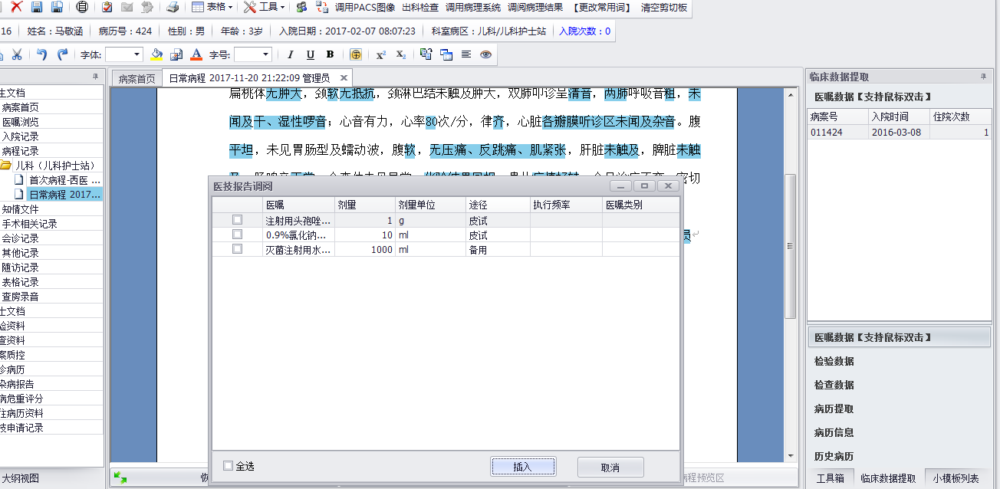 表格 工具 调用PACS图像 出科检查 调用病理系统 调阅病理结果 【更改常用词】 清空剪切板
16 姓名：马敬涵 病历号：424 性别：男 年龄：3岁 入院日期：2017-02-07 08:07:23 科室病区：儿科/儿科护士站 入院次数：0
字体: 字号: I U B X² X₂
病案首页 日常病程 2017-11-20 21:22:09 管理员
主文档
病案首页
医嘱浏览
入院记录
病程记录
儿科（儿科护士站）
首次病程-西医 ...
日常病程 2017...
知情文件
手术相关记录
会诊记录
其他记录
随访记录
表格记录
查房录音
士文档
验资料
查资料
案质控
诊病历
染病报告
病危重评分
往病历资料
技申请记录
大纲视图
扁桃体无肿大，颈软无抵抗，颈淋巴结未触及肿大，双肺叩诊呈清音，两肺呼吸音粗，未
闻及干、湿性啰音；心音有力，心率80次/分，律齐，心脏各瓣膜听诊区未闻及杂音。腹
平坦，未见胃肠型及蠕动波，腹软，无压痛、反跳痛、肌紧张，肝脏未触及，脾脏未触
密切
员
医技报告调阅
医嘱 剂量 剂量单位 途径 执行频率 医嘱类别
注射用头孢唑... 1 g 皮试
0.9%氯化钠... 10 ml 皮试
灭菌注射用水... 1000 ml 备用
全选 插入 取消
病程预览区
临床数据提取
医嘱数据【支持鼠标双击】
病案号 入院时间 住院次数
011424 2016-03-08 1
医嘱数据【支持鼠标双击】
检验数据
检查数据
病历提取
病历信息
历史病历
工具箱 临床数据提取 小模板列表